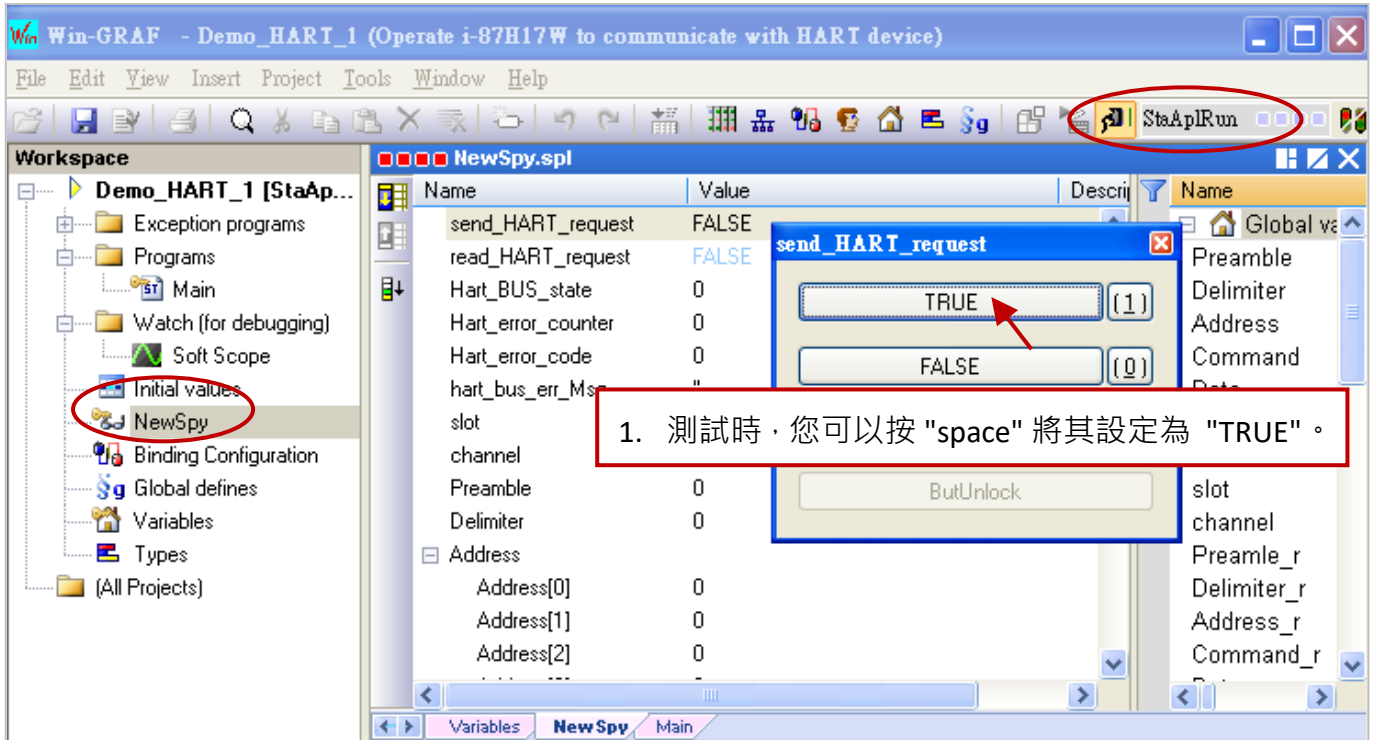 Win-GRAF - Demo_HART_1 (Operate i-87H17W to communicate with HART device)
File Edit View Insert Project Tools Window Help
StaAplRun
Workspace
Demo_HART_1 [StaAp...
Exception programs
Programs
Main
Watch (for debugging)
Soft Scope
Initial values
NewSpy
Binding Configuration
Global defines
Variables
Types
(All Projects)
NewSpy.spl
Name Value Descrip
send_HART_request FALSE
read_HART_request FALSE
Hart_BUS_state 0
Hart_error_counter 0
Hart_error_code 0
hart_bus_err_Msg ''
slot
channel
Preamble 0
Delimiter 0
Address
Address[0] 0
Address[1] 0
Address[2] 0
Variables NewSpy Main
send_HART_request
TRUE (1)
FALSE (0)
ButUnlock
1. 測試時，您可以按 "space" 將其設定為 "TRUE"。
Name
Global va
Preamble
Delimiter
Address
Command
slot
channel
Preamle_r
Delimiter_r
Address_r
Command_r